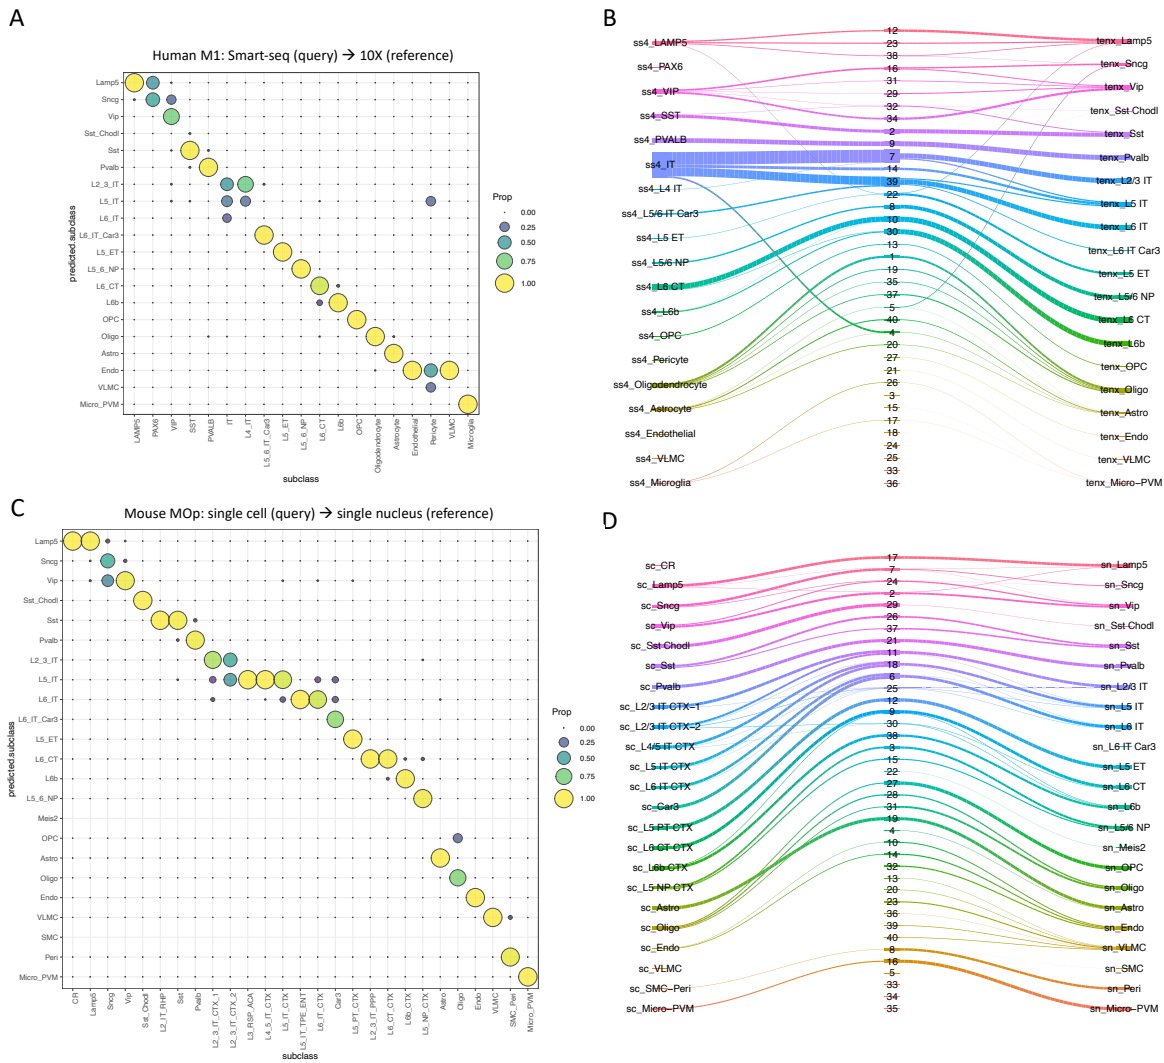 A
Human M1: Smart-seq (query) → 10X (reference)
predicted.subclass
Lamp5
Sncg
Vip
Sst_Chodl
Sst
Pvalb
L2_3_IT
L5_IT
L6_IT
L6_IT_Car3
L5_ET
L5_6_NP
L6_CT
L6b
OPC
Oligo
Astro
Endo
VLMC
Micro_PVM
LAMP5
PAX6
VIP
SST
PVALB
IT
L4_IT
L5_6_IT_Car3
L5_ET
L5_6_NP
L6_CT
L6b
OPC
Oligodendocyte
Astrocyte
Endothelial
Pericyte
VLMC
Microglia
subclass
Prop
0.00
0.25
0.50
0.75
1.00
B
ss4_LAMP5
ss4_PAX6
ss4_VIP
ss4_SST
ss4_PVALB
ss4_IT
ss4_L4 IT
ss4_L5/6 IT Car3
ss4_L5 ET
ss4_L5/6 NP
ss4_L6 CT
ss4_L6b
ss4_OPC
ss4_Pericyte
ss4_Oligodendrocyte
ss4_Astrocyte
ss4_Endothelial
ss4_VLMC
ss4_Microglia
12
23
38
16
31
29
32
34
2
9
7
14
39
22
8
10
30
13
1
19
35
37
5
40
4
20
27
21
26
3
15
17
18
24
25
33
36
tenx_Lamp5
tenx_Sncg
tenx_Vip
tenx_Sst Chodl
tenx_Sst
tenx_Pvalb
tenx_L2/3 IT
tenx_L5 IT
tenx_L6 IT
tenx_L6 IT Car3
tenx_L5 ET
tenx_L5/6 NP
tenx_L6 CT
tenx_L6b
tenx_OPC
tenx_Oligo
tenx_Astro
tenx_Endo
tenx_VLMC
tenx_Micro-PVM
C
Mouse MOp: single cell (query) → single nucleus (reference)
predicted.subclass
Lamp5
Sncg
Vip
Sst_Chodl
Sst
Pvalb
L2_3_IT
L5_IT
L6_IT
L6_IT_Car3
L5_ET
L6_CT
L6b
L5_6_NP
Meis2
OPC
Astro
Oligo
Endo
VLMC
SMC
Peri
Micro_PVM
CR
Lamp5
Sncg
Vip
Sst_Chodl
L2_IT_RHP
Sst
Pvalb
L2_3_IT_CTX_1
L2_3_IT_CTX_2
L3_RSP_ACA
L4_5_IT_CTX
L5_IT_CTX
L5_IT_TPE_ENT
L6_IT_CTX
Car3
L5_PT_CTX
L2_3_IT_PPP
L6_CT_CTX
L6b_CTX
L5_NP_CTX
Astro
Oligo
Endo
VLMC
SMC_Peri
Micro_PVM
subclass
Prop
0.00
0.25
0.50
0.75
1.00
D
sc_CR
sc_Lamp5
sc_Sncg
sc_Vip
sc_Sst Chodl
sc_Sst
sc_Pvalb
sc_L2/3 IT CTX-1
sc_L2/3 IT CTX-2
sc_L4/5 IT CTX
sc_L5 IT CTX
sc_L6 IT CTX
sc_Car3
sc_L5 PT CTX
sc_L6 CT CTX
sc_L6b CTX
sc_L5 NP CTX
sc_Astro
sc_Oligo
sc_Endo
sc_VLMC
sc_SMC-Peri
sc_Micro-PVM
17
7
24
2
29
26
37
21
11
18
6
25
12
9
30
38
3
15
22
27
28
31
19
4
10
14
32
13
20
23
36
39
40
8
16
5
33
34
35
sn_Lamp5
sn_Sncg
sn_Vip
sn_Sst Chodl
sn_Sst
sn_Pvalb
sn_L2/3 IT
sn_L5 IT
sn_L6 IT
sn_L6 IT Car3
sn_L5 ET
sn_L6 CT
sn_L6b
sn_L5/6 NP
sn_Meis2
sn_OPC
sn_Oligo
sn_Astro
sn_Endo
sn_VLMC
sn_SMC
sn_Peri
sn_Micro-PVM